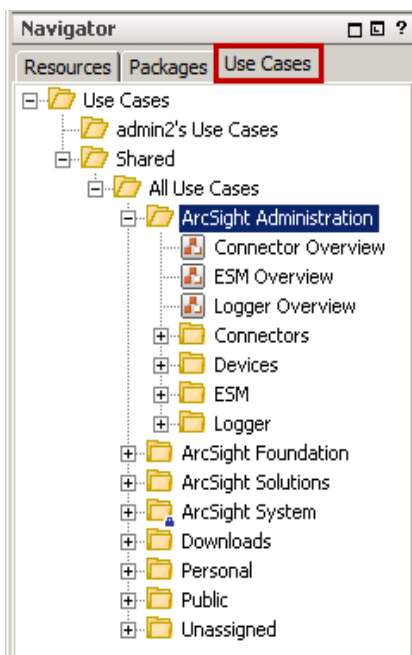 Navigator ?
Resources Packages Use Cases
Use Cases
admin2's Use Cases
Shared
All Use Cases
ArcSight Administration
Connector Overview
ESM Overview
Logger Overview
Connectors
Devices
ESM
Logger
ArcSight Foundation
ArcSight Solutions
ArcSight System
Downloads
Personal
Public
Unassigned